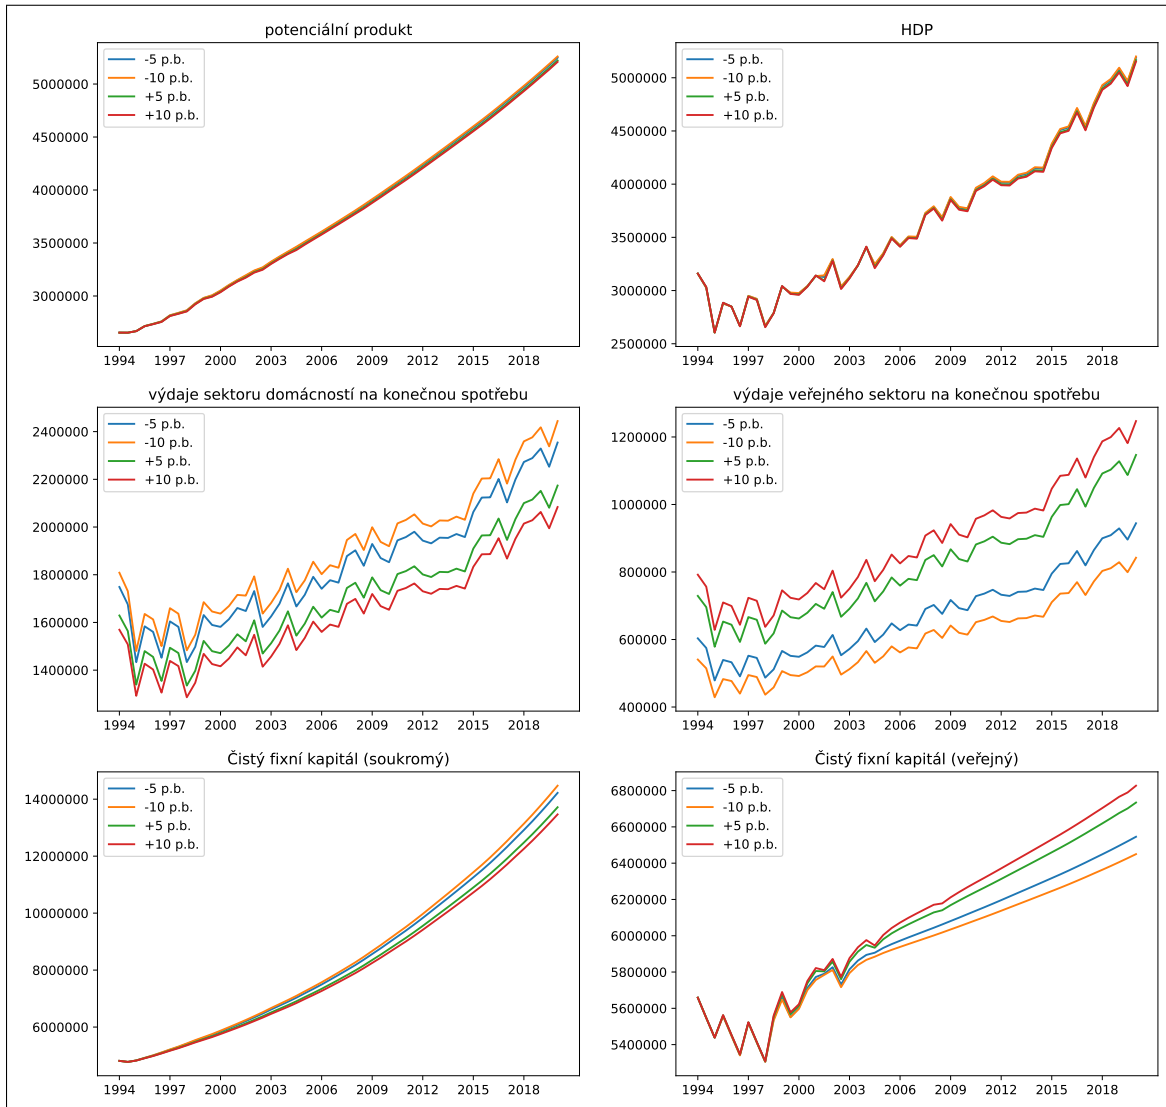 potenciální produkt
-5 p.b.
-10 p.b.
+5 p.b.
+10 p.b.
5000000
4500000
4000000
3500000
3000000
1994 1997 2000 2003 2006 2009 2012 2015 2018
HDP
-5 p.b.
-10 p.b.
+5 p.b.
+10 p.b.
5000000
4500000
4000000
3500000
3000000
2500000
1994 1997 2000 2003 2006 2009 2012 2015 2018
výdaje sektoru domácností na konečnou spotřebu
-5 p.b.
-10 p.b.
+5 p.b.
+10 p.b.
2400000
2200000
2000000
1800000
1600000
1400000
1994 1997 2000 2003 2006 2009 2012 2015 2018
výdaje veřejného sektoru na konečnou spotřebu
-5 p.b.
-10 p.b.
+5 p.b.
+10 p.b.
1200000
1000000
800000
600000
400000
1994 1997 2000 2003 2006 2009 2012 2015 2018
Čistý fixní kapitál (soukromý)
-5 p.b.
-10 p.b.
+5 p.b.
+10 p.b.
14000000
12000000
10000000
8000000
6000000
1994 1997 2000 2003 2006 2009 2012 2015 2018
Čistý fixní kapitál (veřejný)
-5 p.b.
-10 p.b.
+5 p.b.
+10 p.b.
6800000
6600000
6400000
6200000
6000000
5800000
5600000
5400000
1994 1997 2000 2003 2006 2009 2012 2015 2018